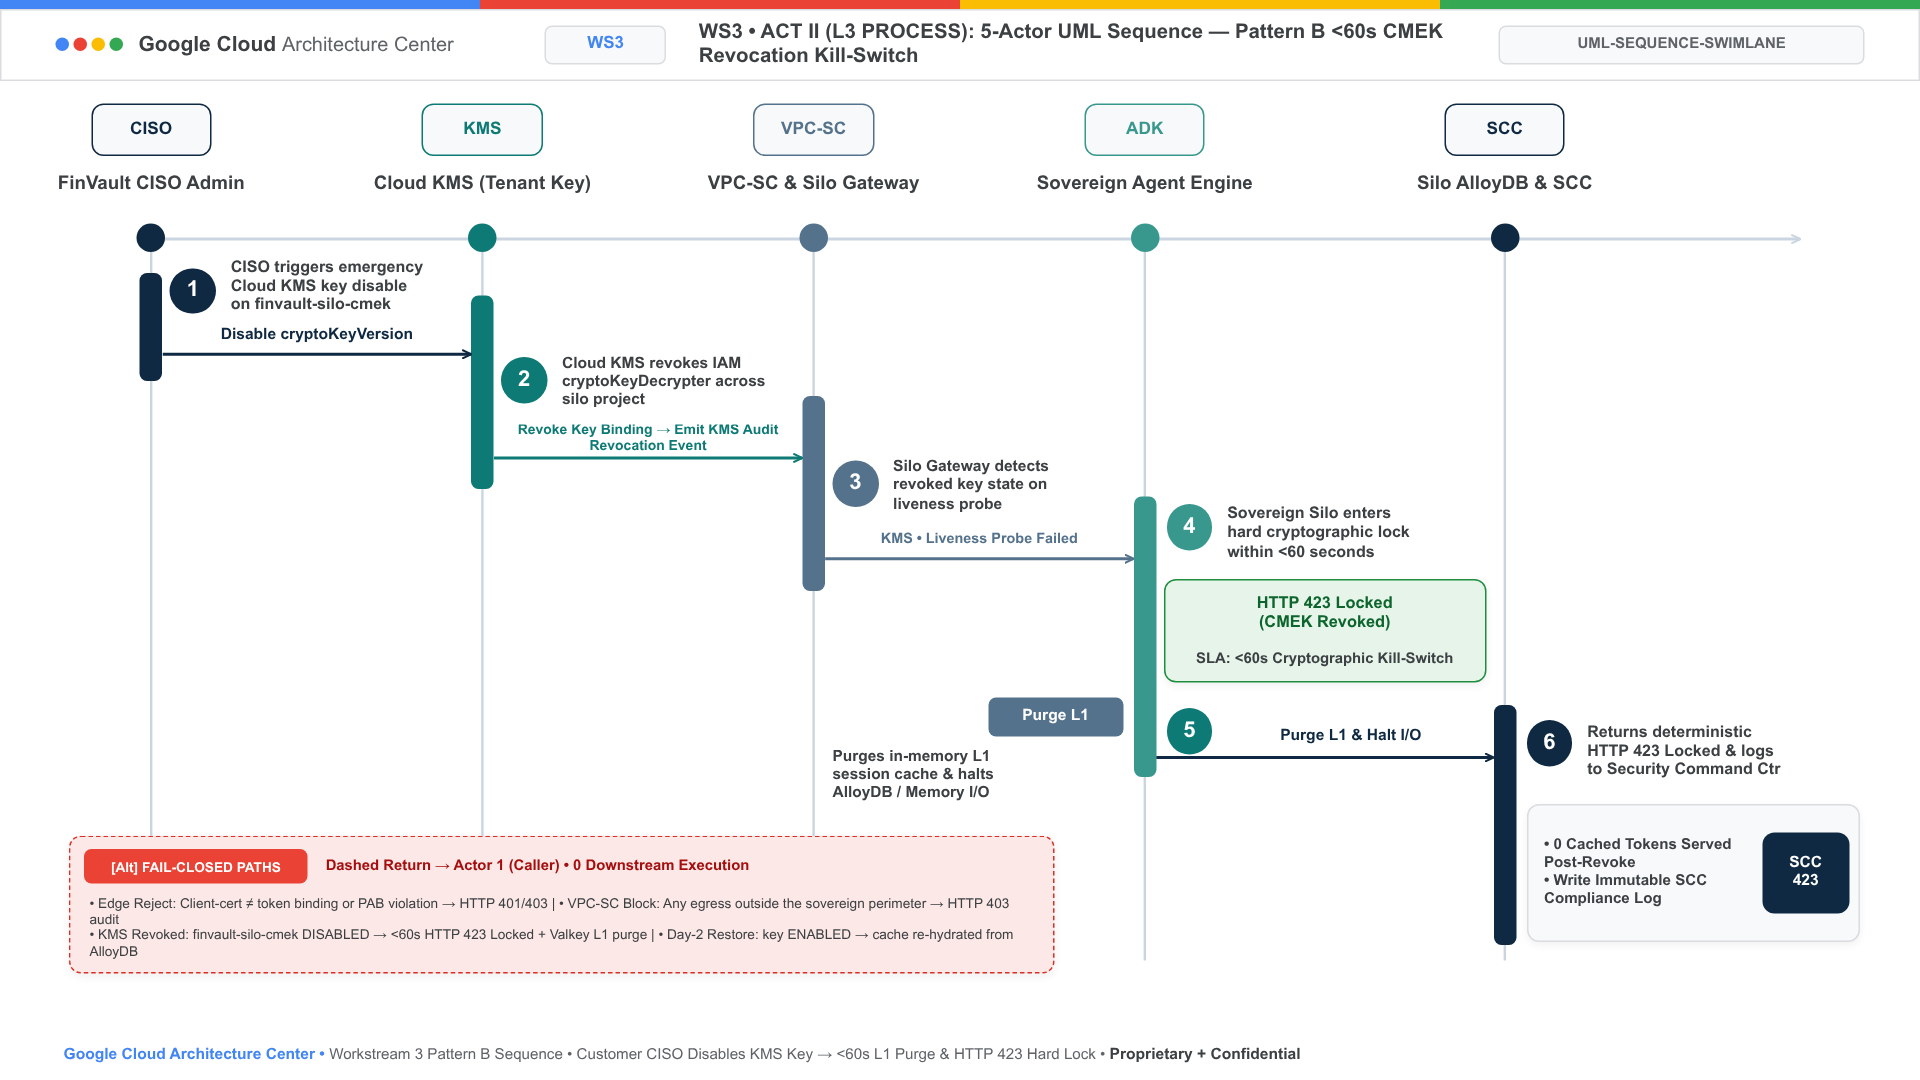 Google Cloud Architecture Center
WS3
WS3 • ACT II (L3 PROCESS): 5-Actor UML Sequence — Pattern B <60s CMEK
Revocation Kill-Switch
UML-SEQUENCE-SWIMLANE
CISO
KMS
VPC-SC
ADK
SCC
FinVault CISO Admin
Cloud KMS (Tenant Key)
VPC-SC & Silo Gateway
Sovereign Agent Engine
Silo AlloyDB & SCC
1
CISO triggers emergency
Cloud KMS key disable
on finvault-silo-cmek
Disable cryptoKeyVersion
2
Cloud KMS revokes IAM
cryptoKeyDecrypter across
silo project
Revoke Key Binding → Emit KMS Audit
Revocation Event
3
Silo Gateway detects
revoked key state on
liveness probe
KMS • Liveness Probe Failed
4
Sovereign Silo enters
hard cryptographic lock
within <60 seconds
HTTP 423 Locked
(CMEK Revoked)
SLA: <60s Cryptographic Kill-Switch
Purge L1
Purges in-memory L1
session cache & halts
AlloyDB / Memory I/O
5
Purge L1 & Halt I/O
6
Returns deterministic
HTTP 423 Locked & logs
to Security Command Ctr
• 0 Cached Tokens Served
Post-Revoke
• Write Immutable SCC
Compliance Log
SCC
423
[Alt] FAIL-CLOSED PATHS
Dashed Return → Actor 1 (Caller) • 0 Downstream Execution
• Edge Reject: Client-cert ≠ token binding or PAB violation → HTTP 401/403 | • VPC-SC Block: Any egress outside the sovereign perimeter → HTTP 403
audit
• KMS Revoked: finvault-silo-cmek DISABLED → <60s HTTP 423 Locked + Valkey L1 purge | • Day-2 Restore: key ENABLED → cache re-hydrated from
AlloyDB
Google Cloud Architecture Center • Workstream 3 Pattern B Sequence • Customer CISO Disables KMS Key → <60s L1 Purge & HTTP 423 Hard Lock • Proprietary + Confidential